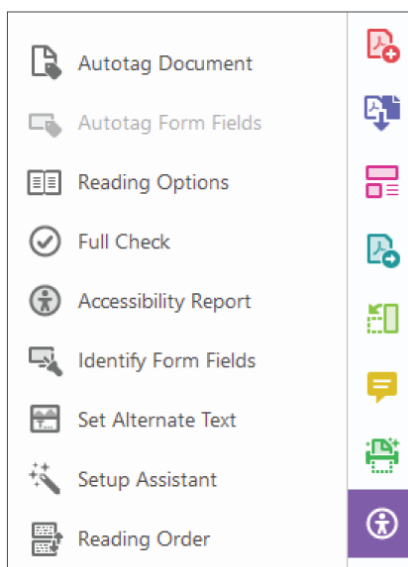 Autotag Document
Autotag Form Fields
Reading Options
Full Check
Accessibility Report
Identify Form Fields
Set Alternate Text
Setup Assistant
Reading Order